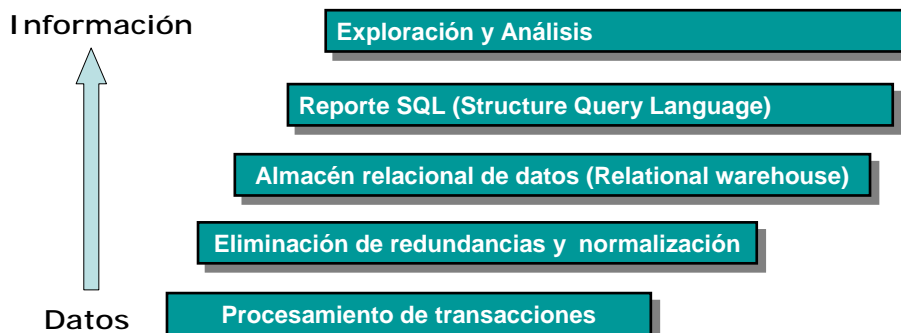 Información
Exploración y Análisis
Reporte SQL (Structure Query Language)
Almacén relacional de datos (Relational warehouse)
Eliminación de redundancias y normalización
Datos
Procesamiento de transacciones